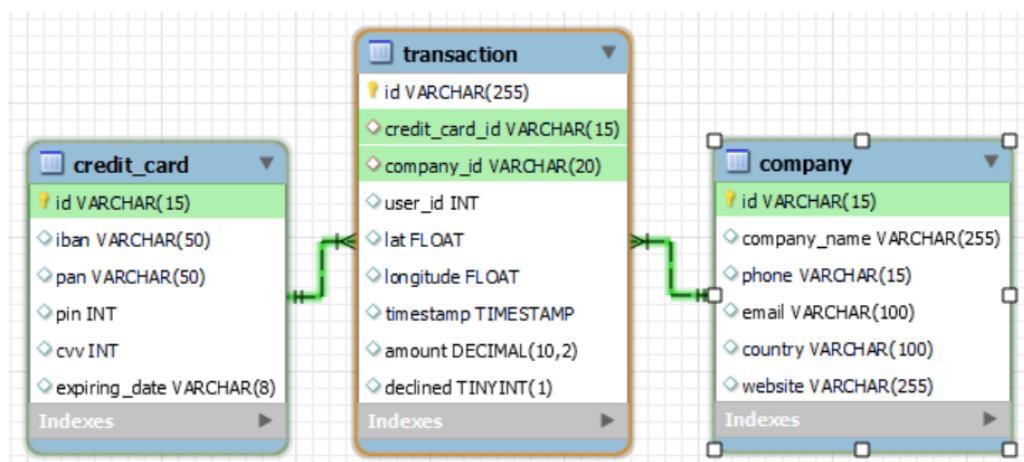 credit_card
id VARCHAR(15)
iban VARCHAR(50)
pan VARCHAR(50)
pin INT
cvv INT
expiring_date VARCHAR(8)
Indexes
transaction
id VARCHAR(255)
credit_card_id VARCHAR(15)
company_id VARCHAR(20)
user_id INT
lat FLOAT
longitude FLOAT
timestamp TIMESTAMP
amount DECIMAL(10,2)
declined TINYINT(1)
Indexes
company
id VARCHAR(15)
company_name VARCHAR(255)
phone VARCHAR(15)
email VARCHAR(100)
country VARCHAR(100)
website VARCHAR(255)
Indexes